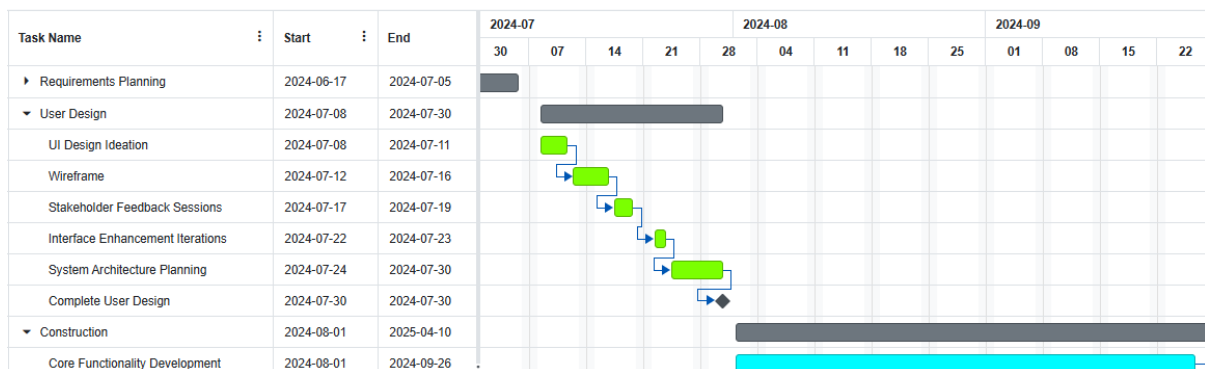 2024-07 2024-08 2024-09
Task Name Start End
30 07 14 21 28 04 11 18 25 01 08 15 22
Requirements Planning 2024-06-17 2024-07-05
User Design 2024-07-08 2024-07-30
UI Design Ideation 2024-07-08 2024-07-11
Wireframe 2024-07-12 2024-07-16
Stakeholder Feedback Sessions 2024-07-17 2024-07-19
Interface Enhancement Iterations 2024-07-22 2024-07-23
System Architecture Planning 2024-07-24 2024-07-30
Complete User Design 2024-07-30 2024-07-30
Construction 2024-08-01 2025-04-10
Core Functionality Development 2024-08-01 2024-09-26